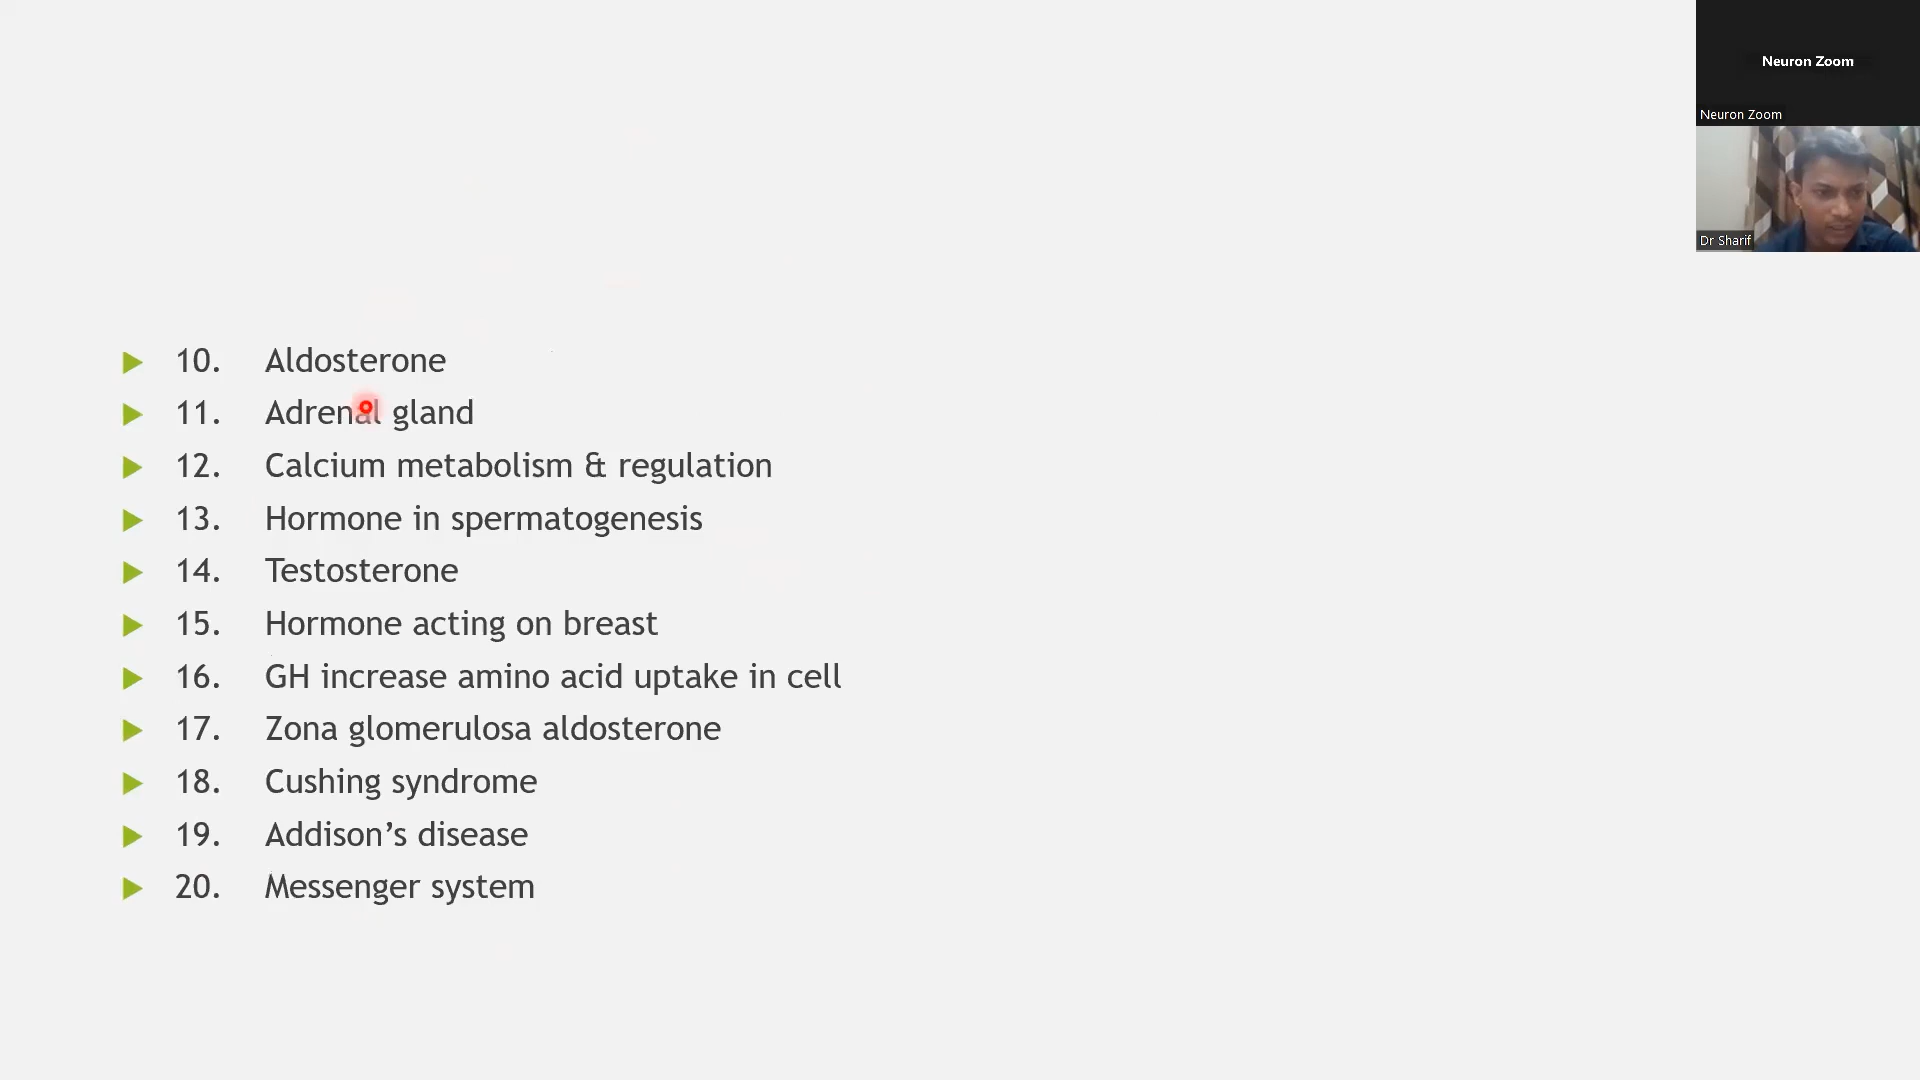 Neuron Zoom
Neuron Zoom
Dr Sharif
10. Aldosterone
11. Adrenal gland
12. Calcium metabolism & regulation
13. Hormone in spermatogenesis
14. Testosterone
15. Hormone acting on breast
16. GH increase amino acid uptake in cell
17. Zona glomerulosa aldosterone
18. Cushing syndrome
19. Addison’s disease
20. Messenger system